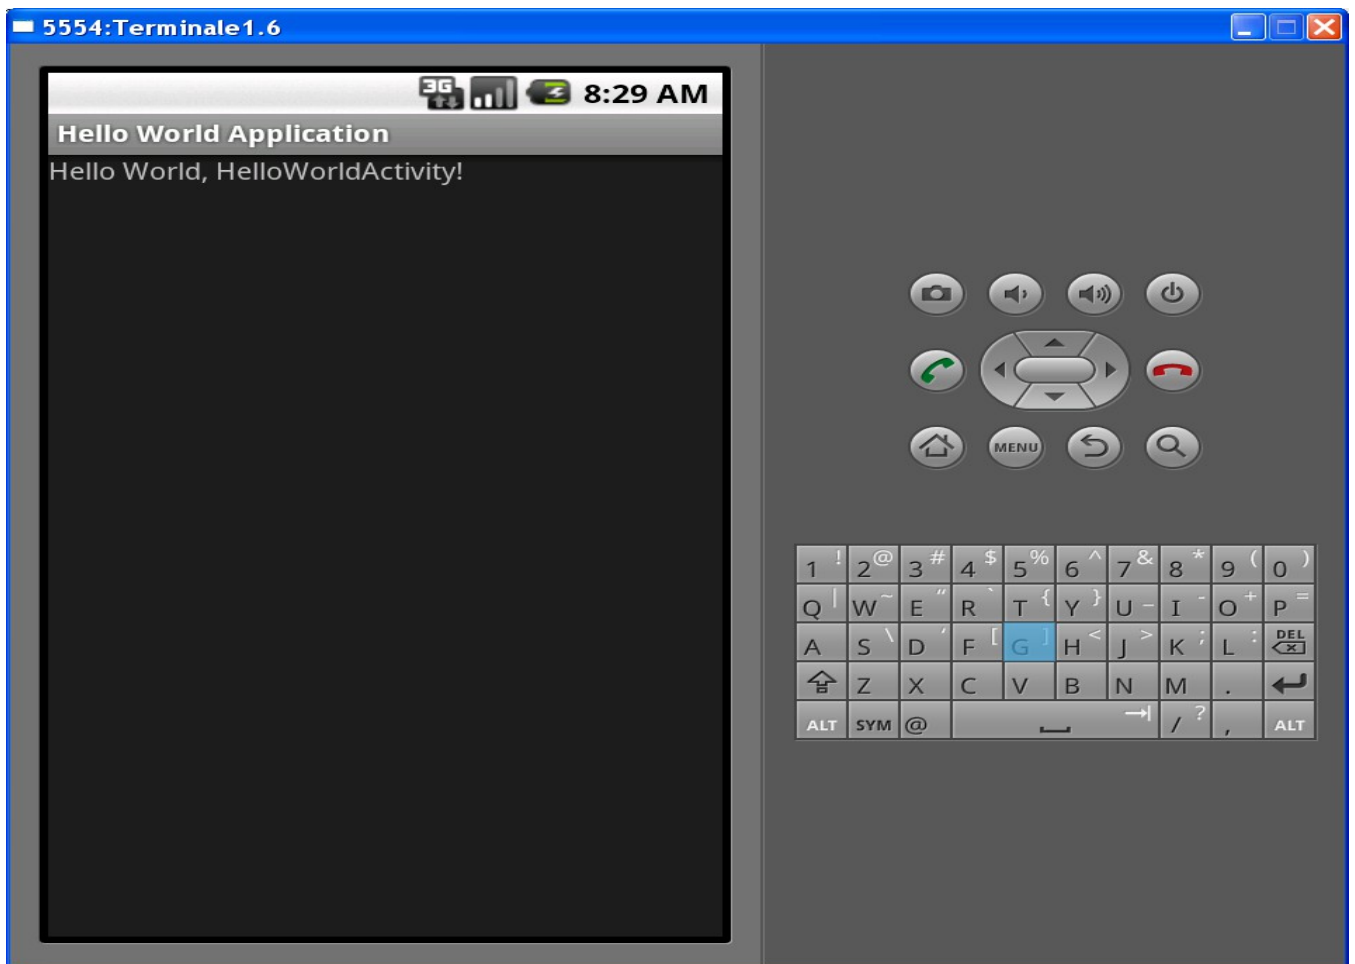 5554:Terminale1.6
3G 8:29 AM
Hello World Application
Hello World, HelloWorldActivity!
MENU
1 ! 2 @ 3 # 4 $ 5 % 6 ^ 7 & 8 * 9 ( 0 )
Q | W ~ E “ R ` T { Y } U _ I - O + P =
A S \ D ‘ F [ G ] H < J > K ; L : DEL
Z X C V B N M .
ALT SYM @ / ? , ALT